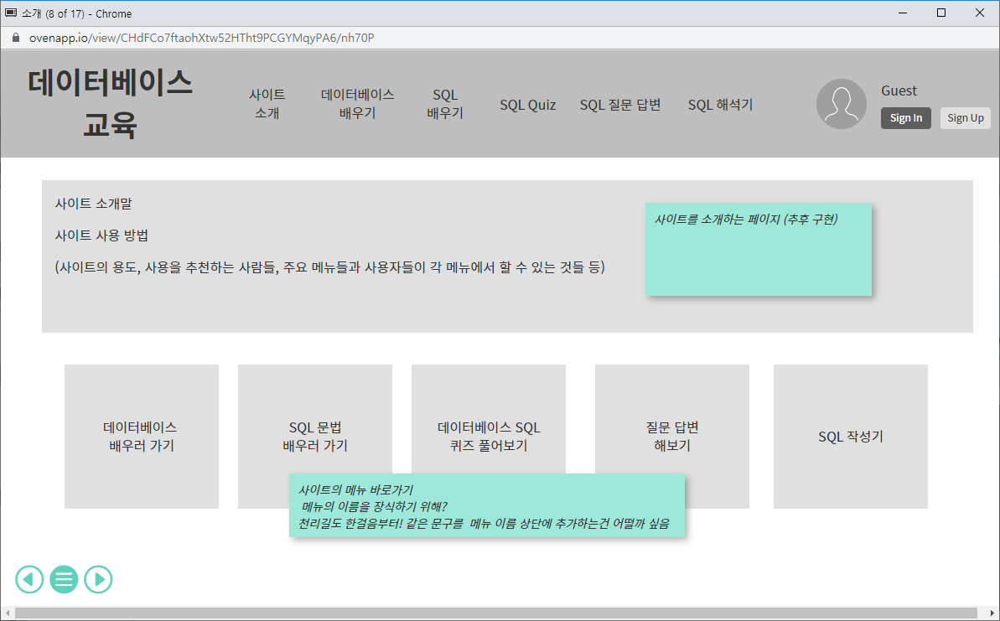 소개 (8 of 17) - Chrome
ovenapp.io/view/CHdFCo7ftaohXtw52HTht9PCGYMqyPA6/nh70P
데이터베이스
교육
사이트
소개
데이터베이스
배우기
SQL
배우기
SQL Quiz
SQL 질문 답변
SQL 해석기
Guest
Sign In
Sign Up
사이트 소개말
사이트 사용 방법
(사이트의 용도, 사용을 추천하는 사람들, 주요 메뉴들과 사용자들이 각 메뉴에서 할 수 있는 것들 등)
사이트를 소개하는 페이지 (추후 구현)
데이터베이스
배우러 가기
SQL 문법
배우러 가기
데이터베이스 SQL
퀴즈 풀어보기
질문 답변
해보기
SQL 작성기
사이트의 메뉴 바로가기
메뉴의 이름을 장식하기 위해?
천리길도 한걸음부터! 같은 문구를 메뉴 이름 상단에 추가하는건 어떨까 싶음